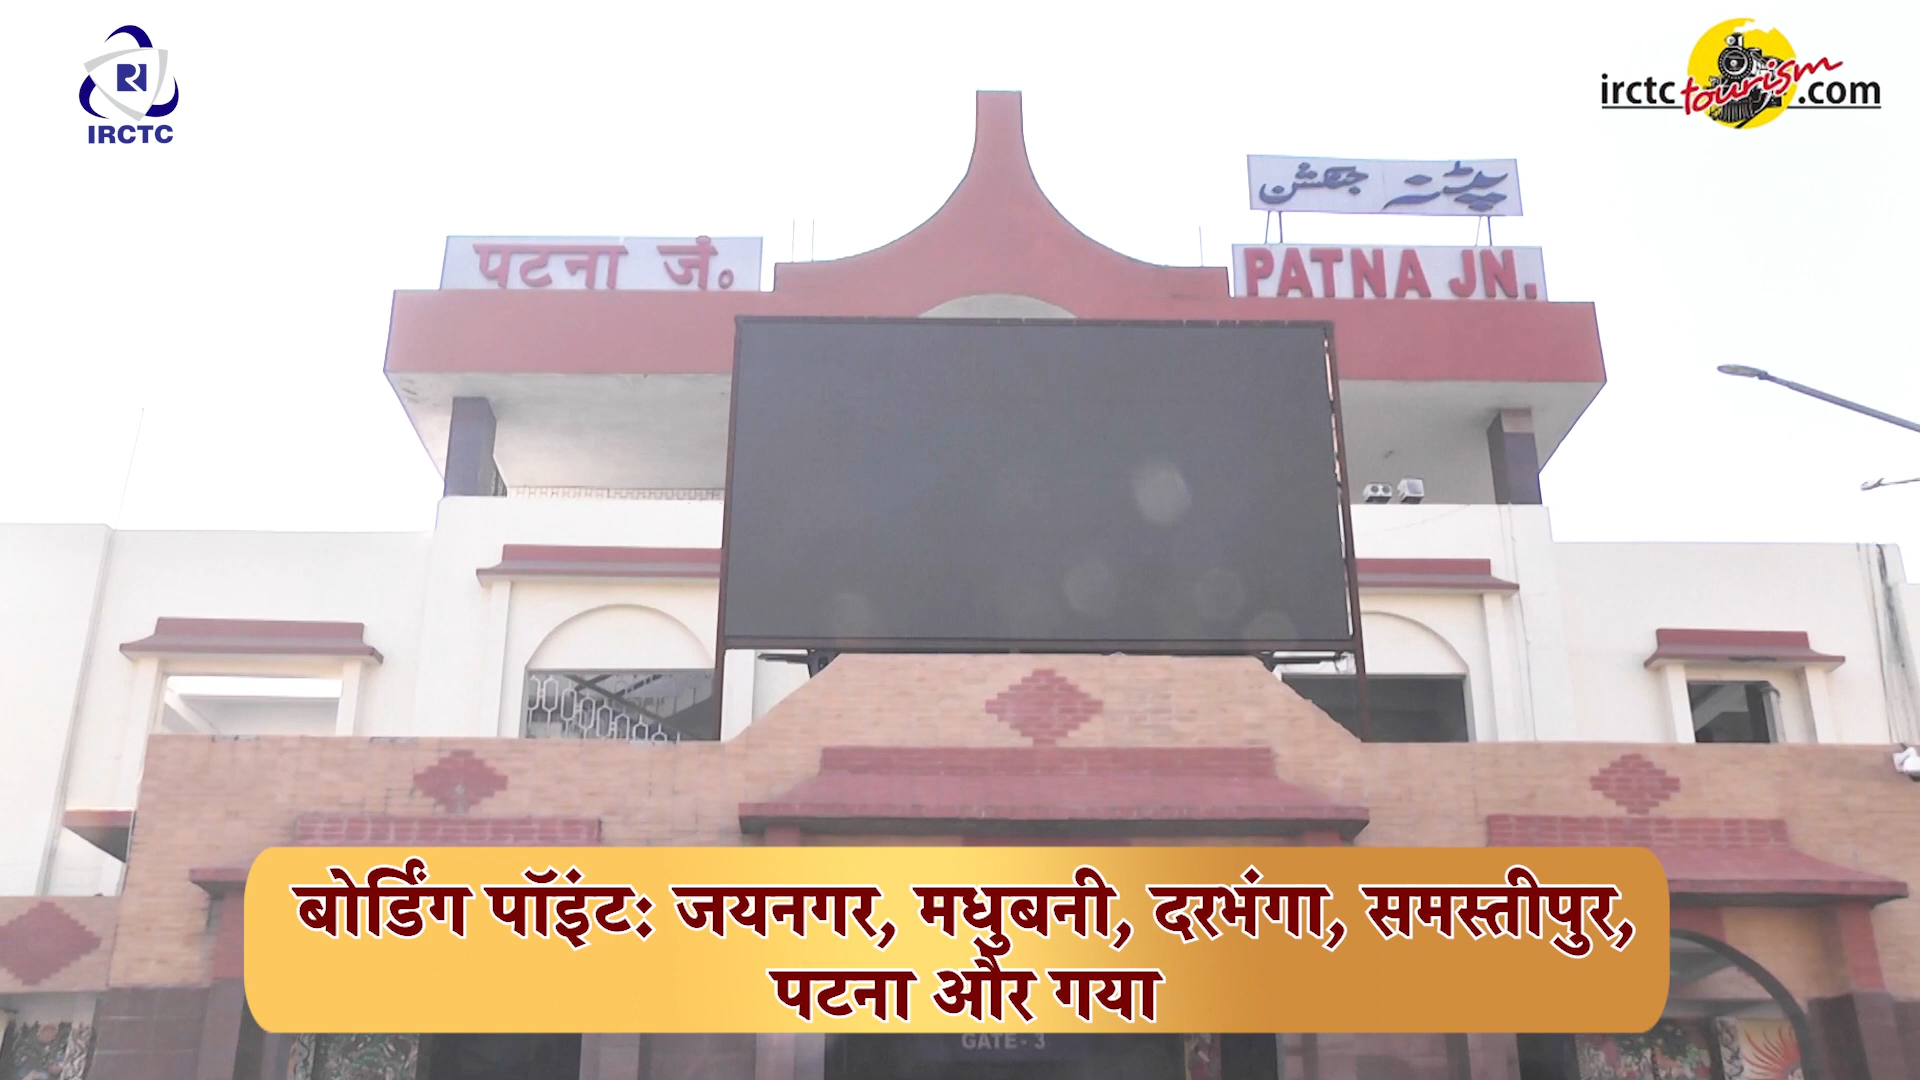 IRCTC
irctc tourism .com
پٹنہ جنکشن
पटना जं॰
PATNA JN.
बोर्डिंग पॉइंट: जयनगर, मधुबनी, दरभंगा, समस्तीपुर,
पटना और गया
GATE- 3